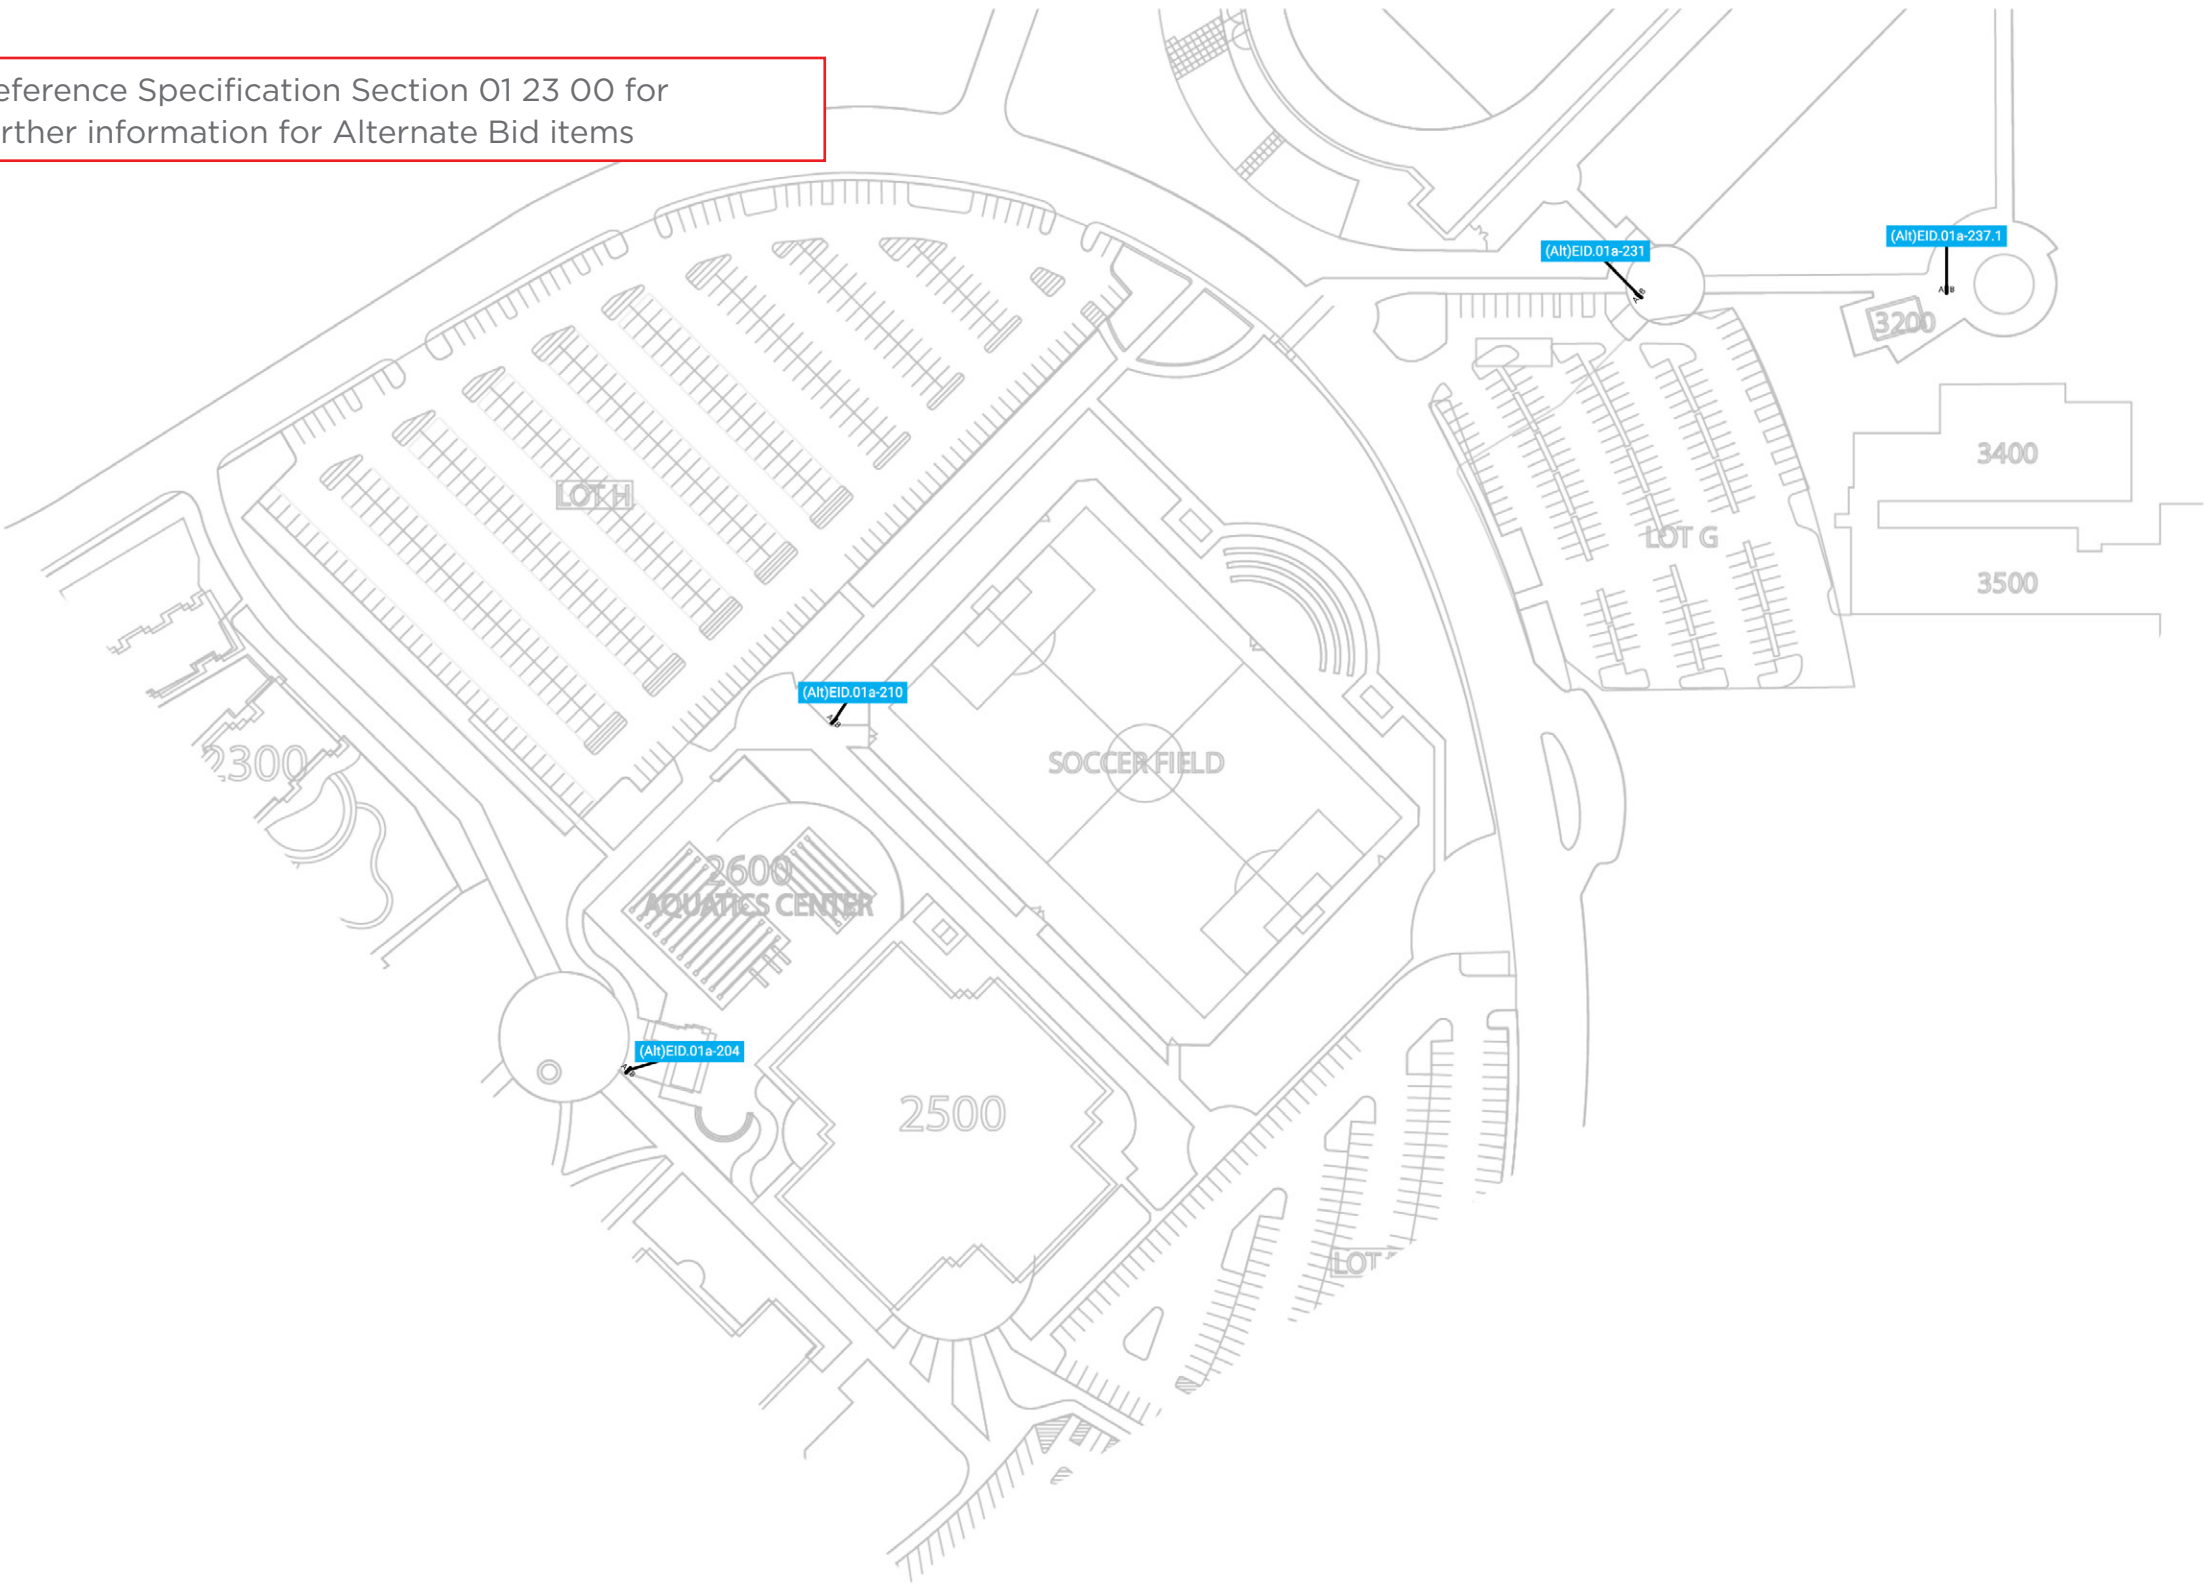 eference Specification Section 01 23 00 for
rther information for Alternate Bid items
(Alt)EID.01a-237.1
(Alt)EID.01a-231
A
B
A
B
3200
3400
LOT H
LOT G
3500
(Alt)EID.01a-210
A
B
2300
SOCCER FIELD
2600
AQUATICS CENTER
(Alt)EID.01a-204
A
B
2500
LOT